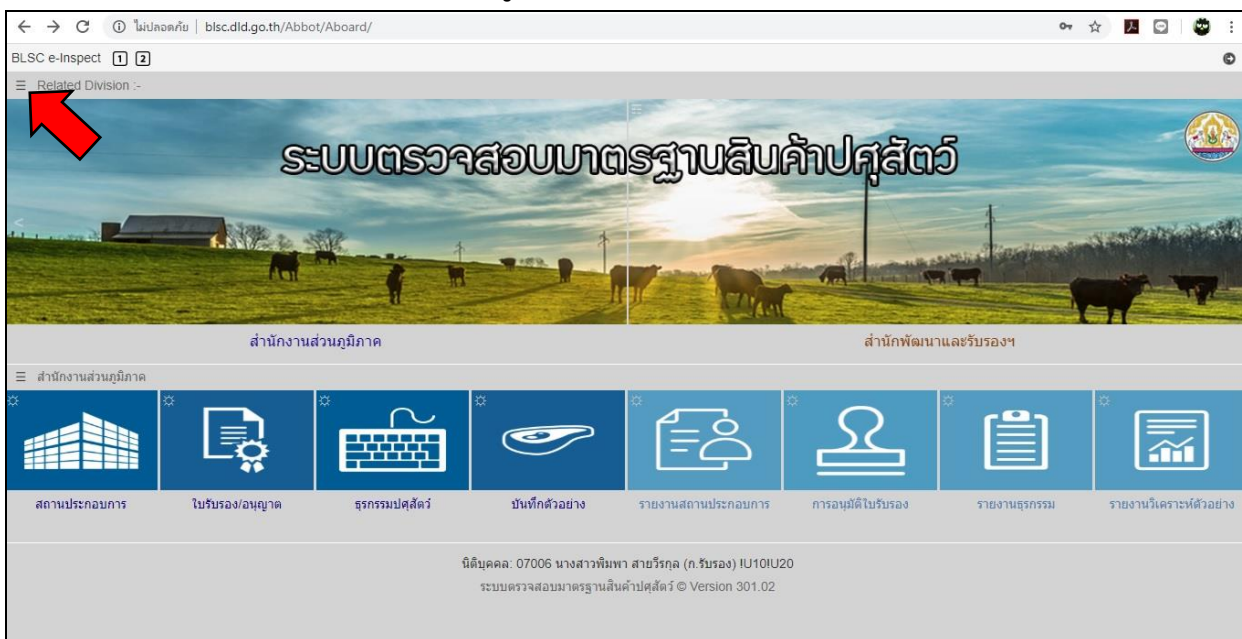 ไม่ปลอดภัย | blsc.dld.go.th/Abbot/Aboard/
BLSC e-Inspect 1 2
Related Division :-
ระบบตรวจสอบมาตรฐานสินค้าปศุสัตว์
สำนักงานส่วนภูมิภาค สำนักพัฒนาและรับรองฯ
สำนักงานส่วนภูมิภาค
สถานประกอบการ ใบรับรอง/อนุญาต ธุรกรรมปศุสัตว์ บันทึกตัวอย่าง รายงานสถานประกอบการ การอนุมัติใบรับรอง รายงานธุรกรรม รายงานวิเคราะห์ตัวอย่าง
นิติบุคคล: 07006 นางสาวพิมพา สายวีรกุล (ก.รับรอง) !U10!U20
ระบบตรวจสอบมาตรฐานสินค้าปศุสัตว์ © Version 301.02